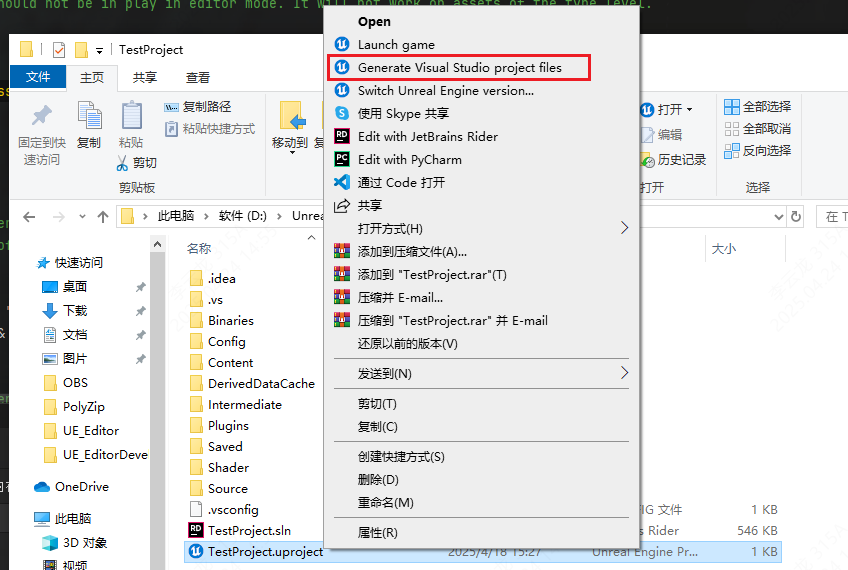 ould not be in play in editor mode. It will not work on assets of the type level.
TestProject
文件
主页
共享
查看
固定到快
速访问
复制
粘贴
复制路径
粘贴快捷方式
剪切
剪贴板
移动到
打开
编辑
历史记录
打开
全部选择
全部取消
反向选择
选择
此电脑
软件 (D:)
Unrea
在 T
快速访问
桌面
下载
文档
图片
OBS
PolyZip
UE_Editor
UE_EditorDeve
OneDrive
此电脑
3D 对象
视频
名称
大小
.idea
.vs
Binaries
Config
Content
DerivedDataCache
Intermediate
Plugins
Saved
Shader
Source
.vsconfig
IG 文件
1 KB
TestProject.sln
s Rider
546 KB
TestProject.uproject
2025/4/18 15:27
Unreal Engine Pr...
1 KB
Open
Launch game
Generate Visual Studio project files
Switch Unreal Engine version...
使用 Skype 共享
Edit with JetBrains Rider
Edit with PyCharm
通过 Code 打开
共享
打开方式(H)
添加到压缩文件(A)...
添加到 "TestProject.rar"(T)
压缩并 E-mail...
压缩到 "TestProject.rar" 并 E-mail
还原以前的版本(V)
发送到(N)
剪切(T)
复制(C)
创建快捷方式(S)
删除(D)
重命名(M)
属性(R)